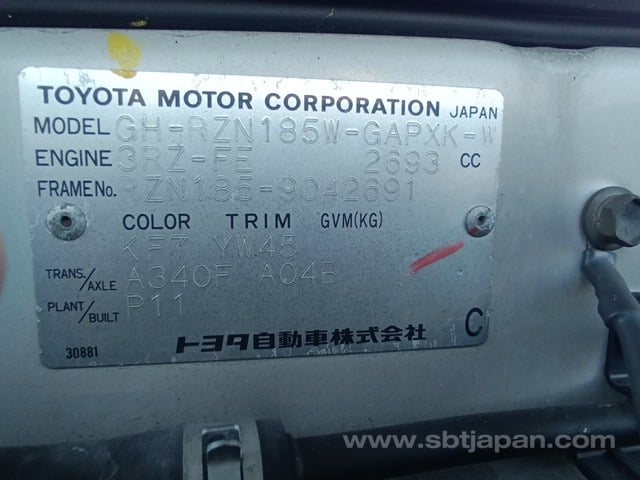 TOYOTA MOTOR CORPORATION JAPAN
MODEL GH-RZN185W-GAPXK-W
ENGINE 3RZ-FE 2693 CC
FRAME No. RZN185-9042691
COLOR TRIM GVM(KG)
KF7 YW45
TRANS./AXLE A340F A04B
PLANT/BUILT P11
トヨタ自動車株式会社 C
30881
www.sbtjapan.com